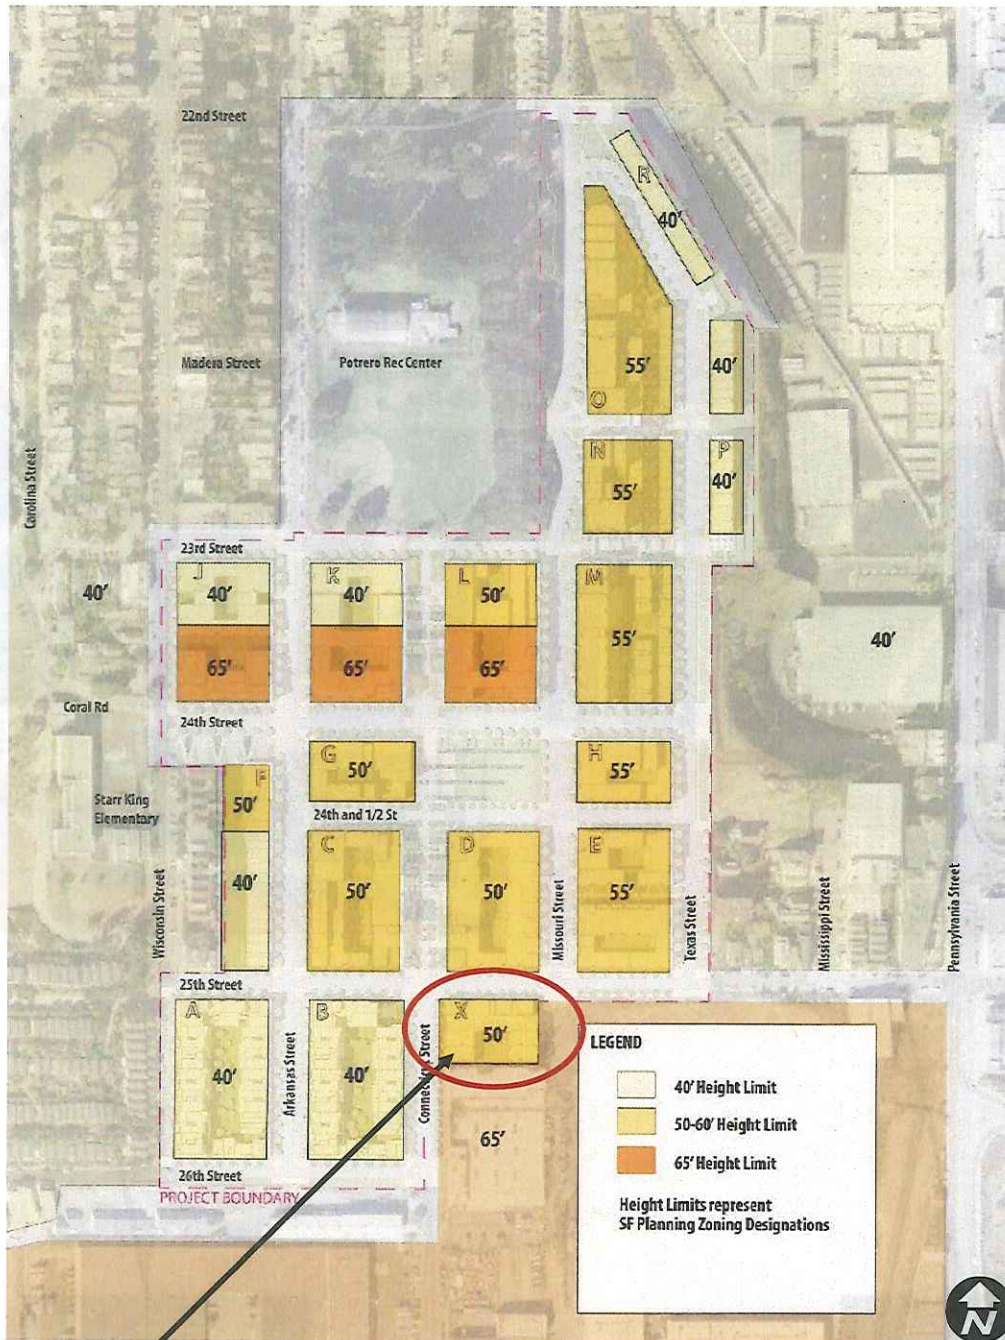 22nd Street
R
40'
Madera Street
Potrero Rec Center
55'
40'
O
Carolina Street
N
P
55'
40'
23rd Street
J
K
L
M
40'
40'
40'
50'
55'
40'
65'
65'
65'
Coral Rd
24th Street
G
H
50'
55'
F
50'
Starr King
Elementary
24th and 1/2 St
C
D
E
40'
50'
50'
55'
Wisconsin Street
Missouri Street
Texas Street
Mississippi Street
Pennsylvania Street
25th Street
A
B
X
50'
40'
40'
Arkansas Street
Street
65'
26th Street
PROJECT BOUNDARY
LEGEND
40' Height Limit
50-60' Height Limit
65' Height Limit
Height Limits represent
SF Planning Zoning Designations
N